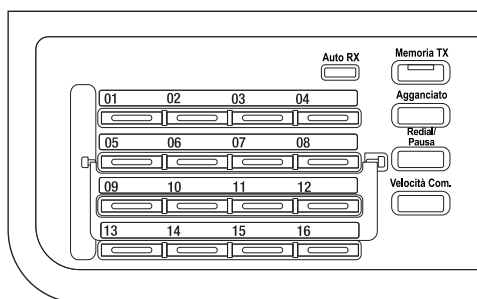 Auto RX
Memoria TX
01 02 03 04
Agganciato
05 06 07 08
Redial/
Pausa
09 10 11 12
Velocità Com.
13 14 15 16